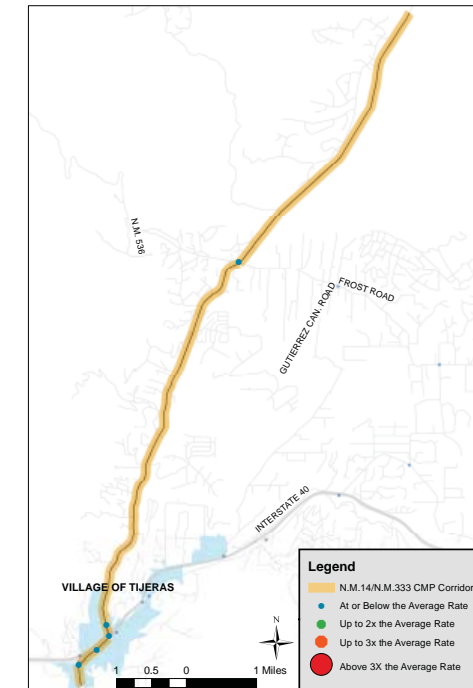 N.M. 536
FROST ROAD
GUTIERREZ CAN. ROAD
INTERSTATE 40
VILLAGE OF TIJERAS
N
1 0.5 0 1 Miles
Legend
N.M.14/N.M.333 CMP Corridor
At or Below the Average Rate
Up to 2x the Average Rate
Up to 3x the Average Rate
Above 3X the Average Rate